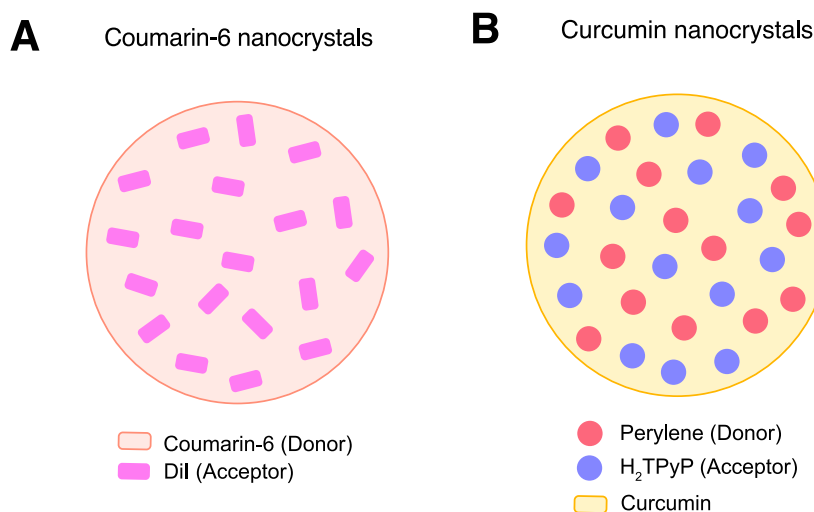 A
Coumarin-6 nanocrystals
Coumarin-6 (Donor)
DiI (Acceptor)
B
Curcumin nanocrystals
Perylene (Donor)
H₂TPyP (Acceptor)
Curcumin